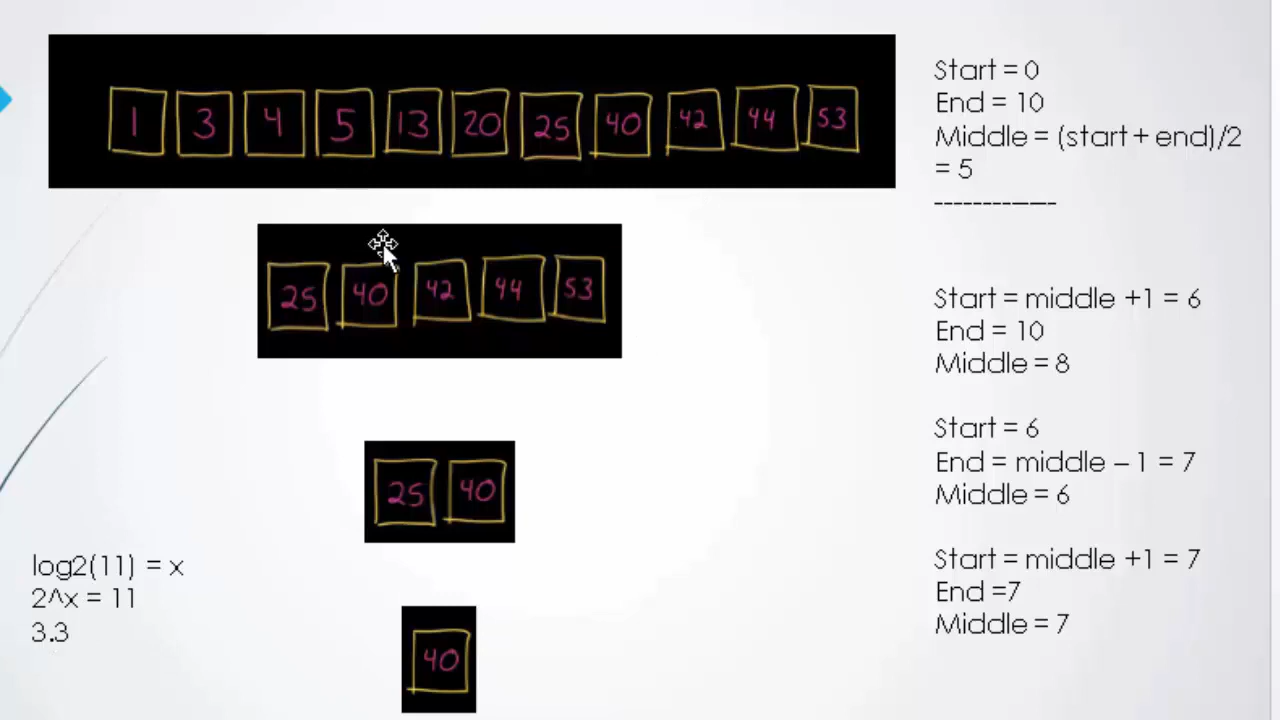 1 3 4 5 13 20 25 40 42 44 53
Start = 0
End = 10
Middle = (start + end)/2
= 5
---------------
25 40 42 44 53
Start = middle +1 = 6
End = 10
Middle = 8
25 40
Start = 6
End = middle – 1 = 7
Middle = 6
40
Start = middle +1 = 7
End =7
Middle = 7
log2(11) = x
2^x = 11
3.3